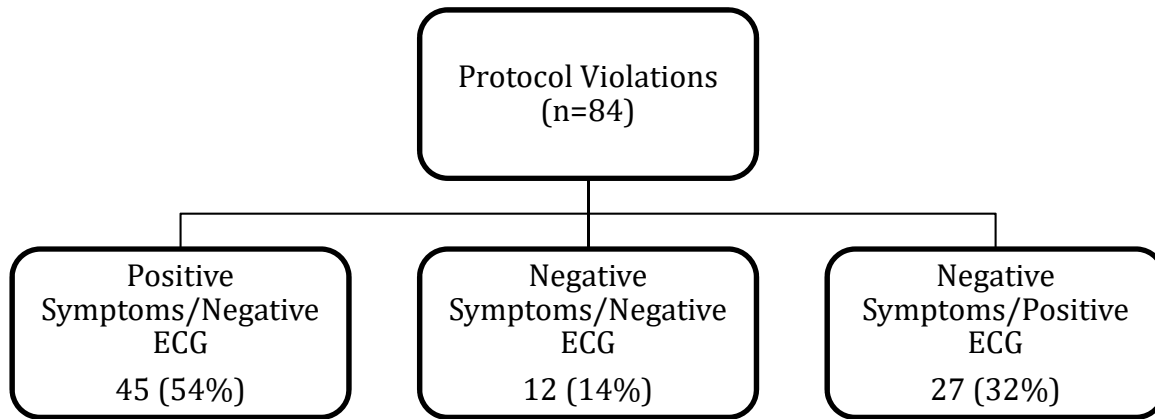 Protocol Violations
(n=84)
Positive
Symptoms/Negative
ECG
45 (54%)
Negative
Symptoms/Negative
ECG
12 (14%)
Negative
Symptoms/Positive
ECG
27 (32%)